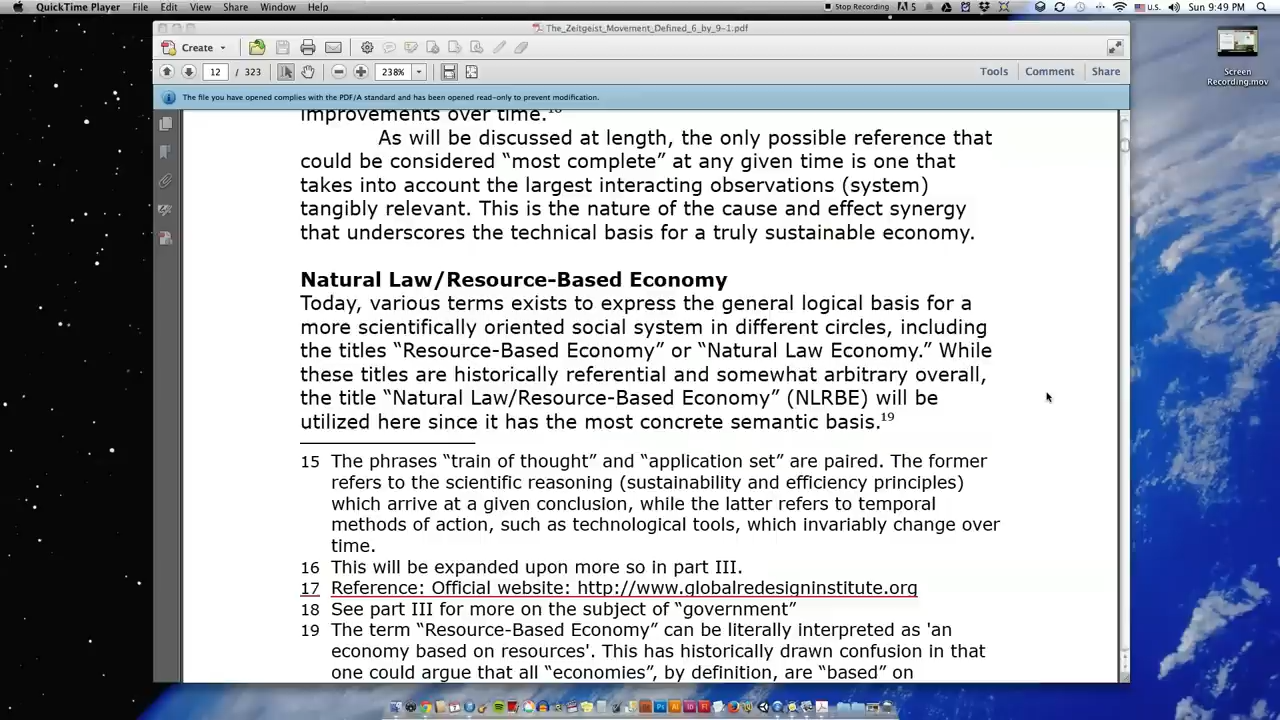 QuickTime Player File Edit View Share Window Help Stop Recording 5 U.S. Sun 9:49 PM
The_Zeitgeist_Movement_Defined_6_by_9-1.pdf
Create
12 / 323 238% Tools Comment Share
The file you have opened complies with the PDF/A standard and has been opened read-only to prevent modification.
Screen
Recording.mov
improvements over time.18
As will be discussed at length, the only possible reference that
could be considered “most complete” at any given time is one that
takes into account the largest interacting observations (system)
tangibly relevant. This is the nature of the cause and effect synergy
that underscores the technical basis for a truly sustainable economy.
Natural Law/Resource-Based Economy
Today, various terms exists to express the general logical basis for a
more scientifically oriented social system in different circles, including
the titles “Resource-Based Economy” or “Natural Law Economy.” While
these titles are historically referential and somewhat arbitrary overall,
the title “Natural Law/Resource-Based Economy” (NLRBE) will be
utilized here since it has the most concrete semantic basis.19
15 The phrases “train of thought” and “application set” are paired. The former
refers to the scientific reasoning (sustainability and efficiency principles)
which arrive at a given conclusion, while the latter refers to temporal
methods of action, such as technological tools, which invariably change over
time.
16 This will be expanded upon more so in part III.
17 Reference: Official website: http://www.globalredesigninstitute.org
18 See part III for more on the subject of “government”
19 The term “Resource-Based Economy” can be literally interpreted as 'an
economy based on resources'. This has historically drawn confusion in that
one could argue that all “economies”, by definition, are “based” on